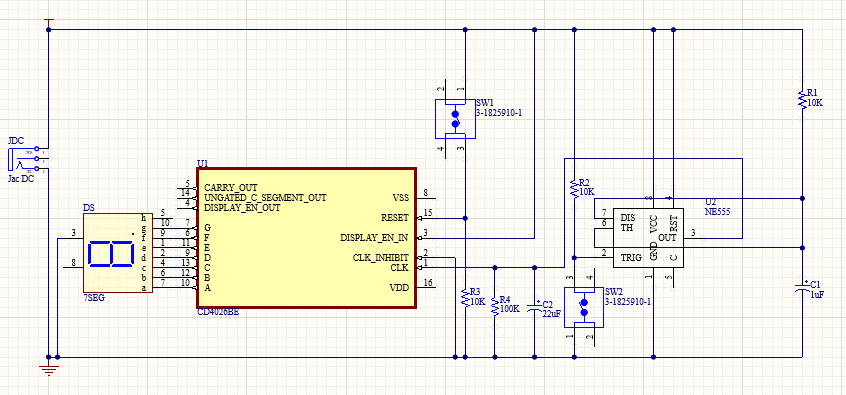 JDC
Jac DC
DS
3
8
7SEG
h
g
f
e
d
c
b
a
5
10
9
1
2
4
6
7
U1
CD4026BE
5
14
4
7
6
11
9
13
12
10
CARRY_OUT
UNGATED_C_SEGMENT_OUT
DISPLAY_EN_OUT
G
F
E
D
C
B
A
VSS
RESET
DISPLAY_EN_IN
CLK_INHIBIT
CLK
VDD
8
15
3
2
1
16
SW1
3-1825910-1
2
1
4
3
R3
10K
R4
100K
C2
22uF
R2
10K
SW2
3-1825910-1
3
4
1
2
U2
NE555
7
6
2
DIS
TH
TRIG
VCC
RST
OUT
GND
C
8
4
3
1
5
R1
10K
C1
1uF